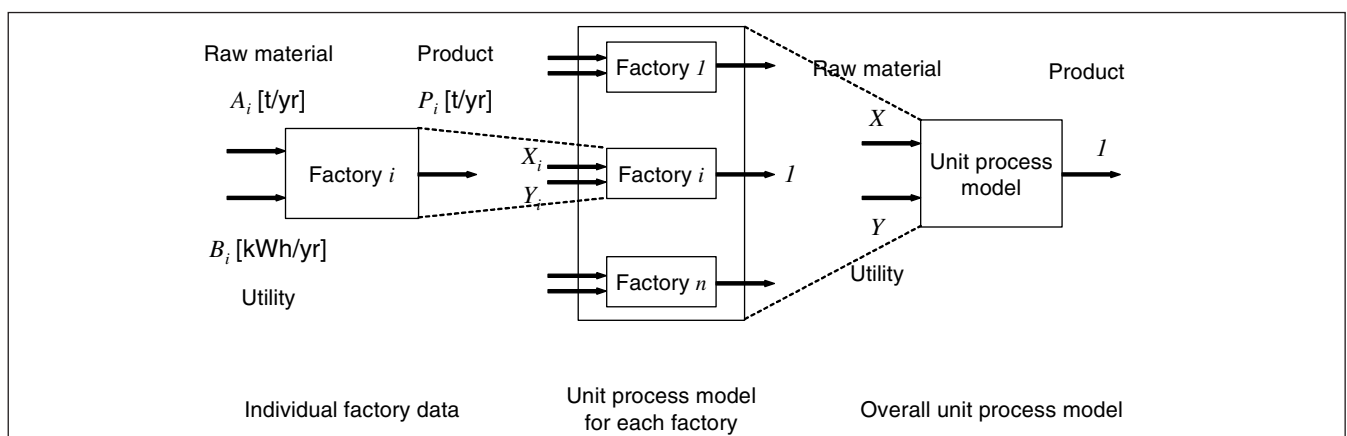 Raw material
Product
A_i [t/yr]
P_i [t/yr]
Factory i
B_i [kWh/yr]
Utility
Individual factory data
Factory 1
X_i
Y_i
Factory i
1
Factory n
Unit process model
for each factory
Raw material
Product
X
Unit process
model
1
Y
Utility
Overall unit process model